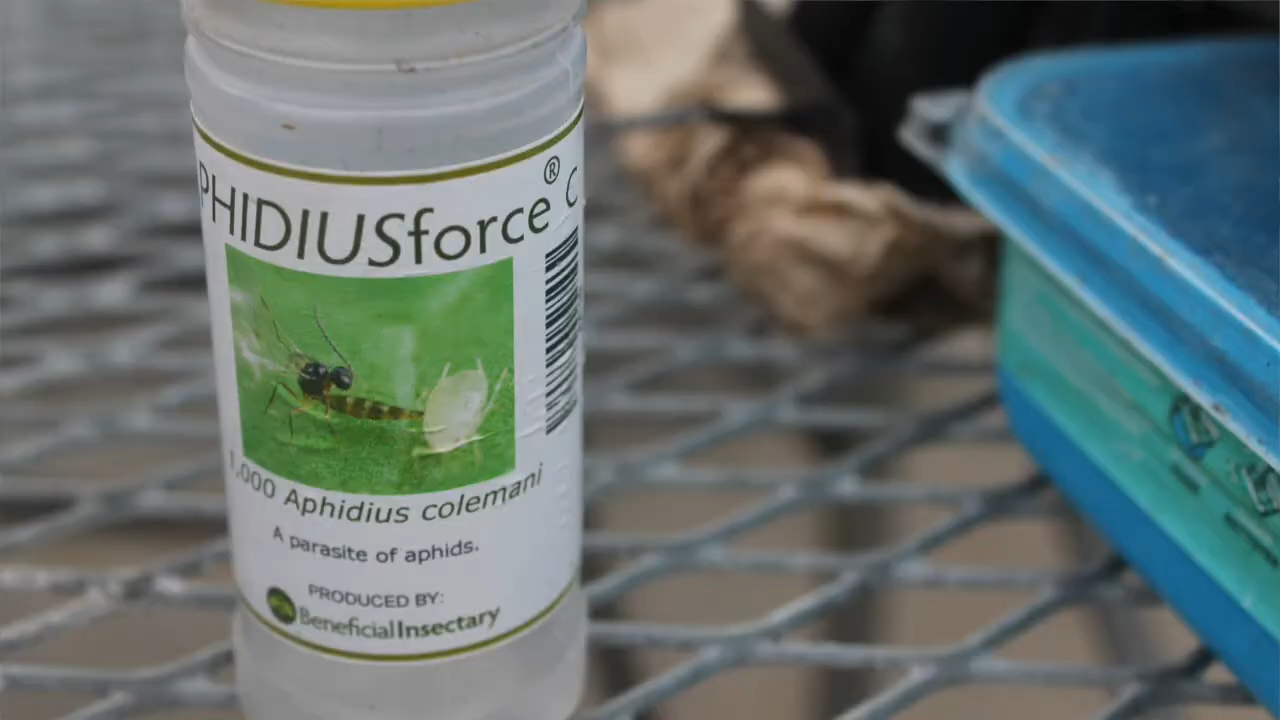 PHIDIUSforce® C
1,000 Aphidius colemani
A parasite of aphids.
PRODUCED BY:
BeneficialInsectary